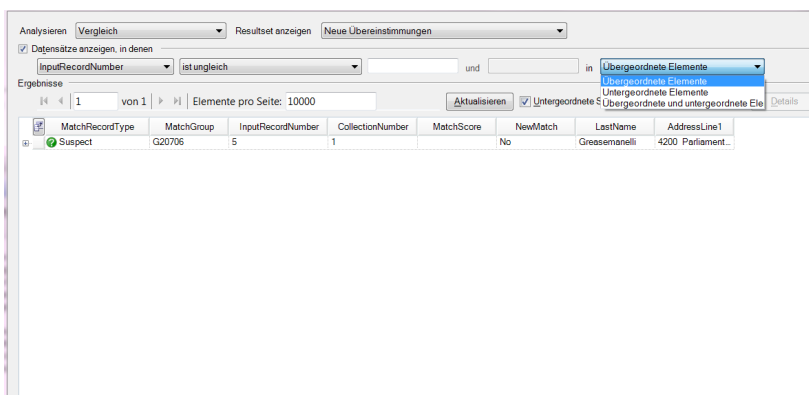 Analysieren Vergleich Resultset anzeigen Neue Übereinstimmungen
Datensätze anzeigen, in denen
InputRecordNumber ist ungleich und in Übergeordnete Elemente
Übergeordnete Elemente
Untergeordnete Elemente
Übergeordnete und untergeordnete Ele
Ergebnisse
1 von 1 Elemente pro Seite: 10000 Aktualisieren Untergeordnete S Details
MatchRecordType MatchGroup InputRecordNumber CollectionNumber MatchScore NewMatch LastName AddressLine1
Suspect G20706 5 1 No Greasemanelli 4200 Parliament...